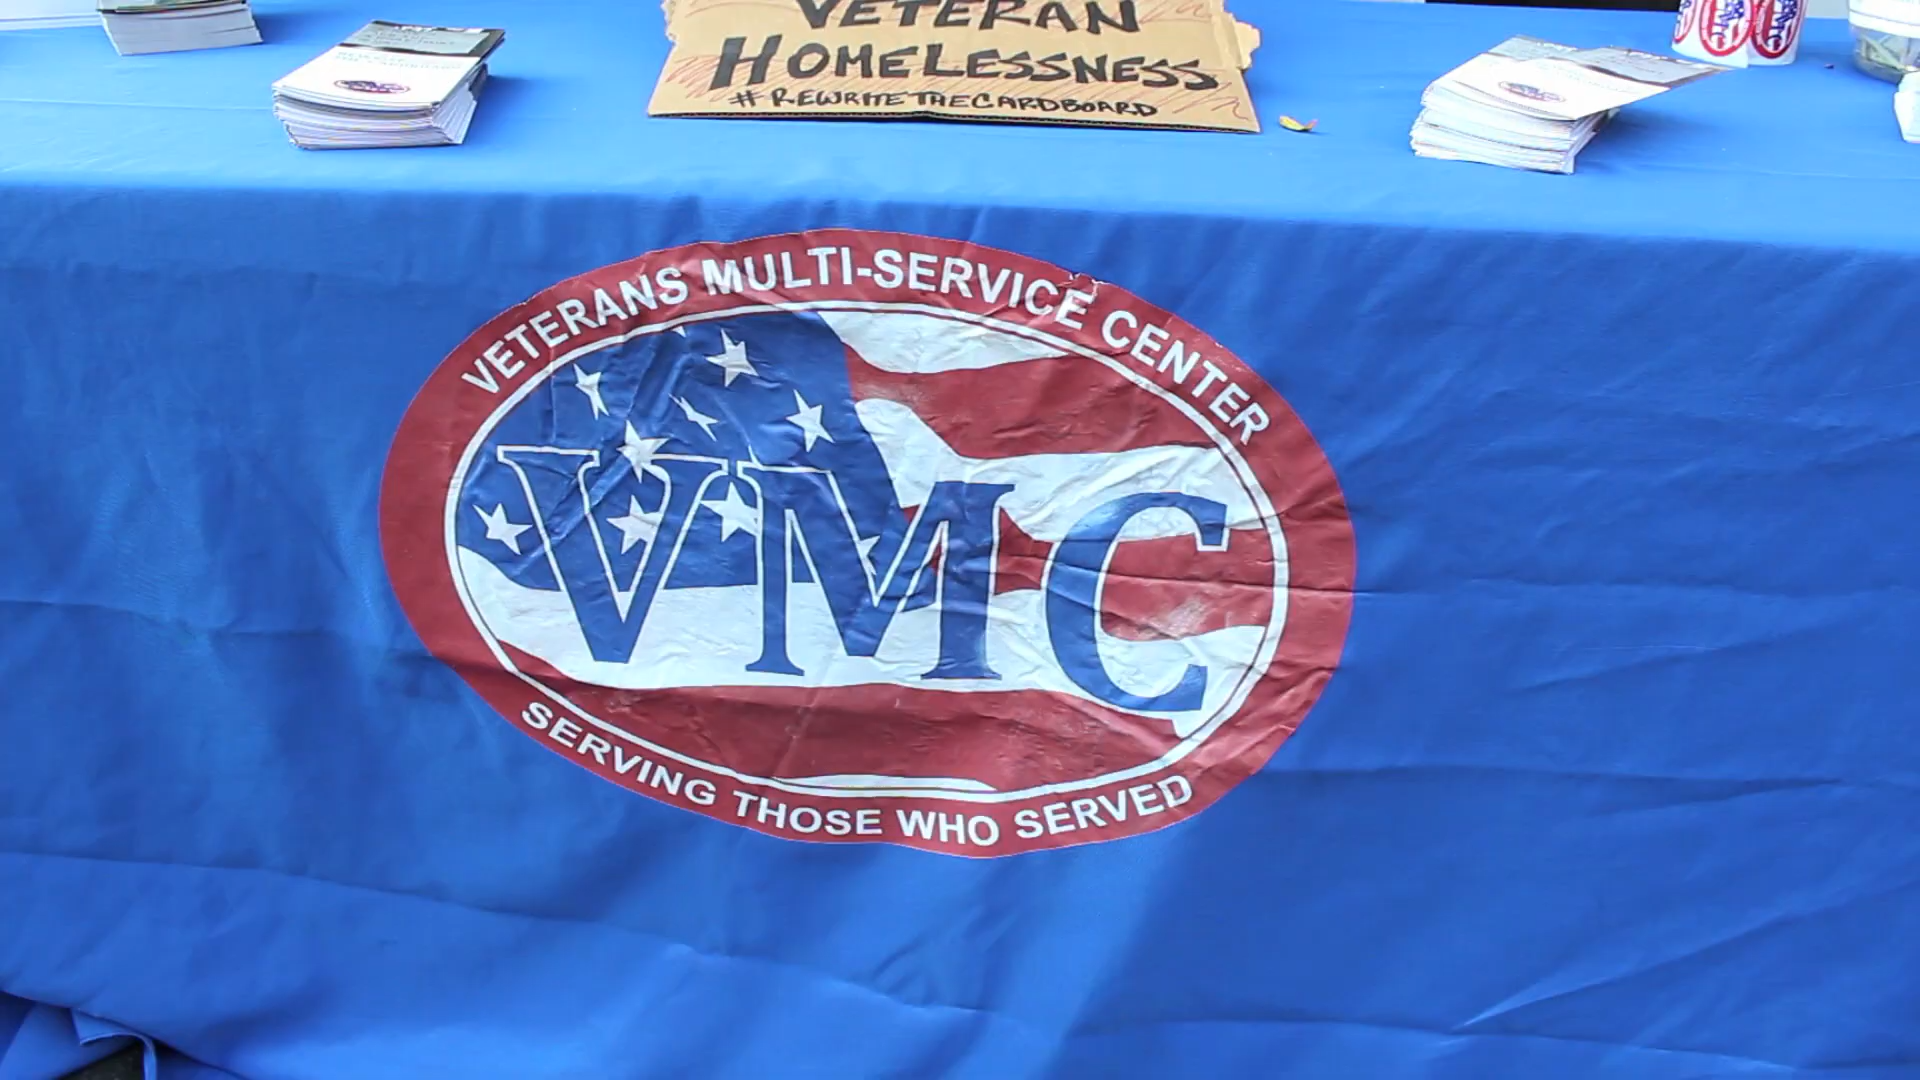 VETERAN
HOMELESSNESS
#REWRITETHECARDBOARD
VETERANS MULTI-SERVICE CENTER
VMC
SERVING THOSE WHO SERVED